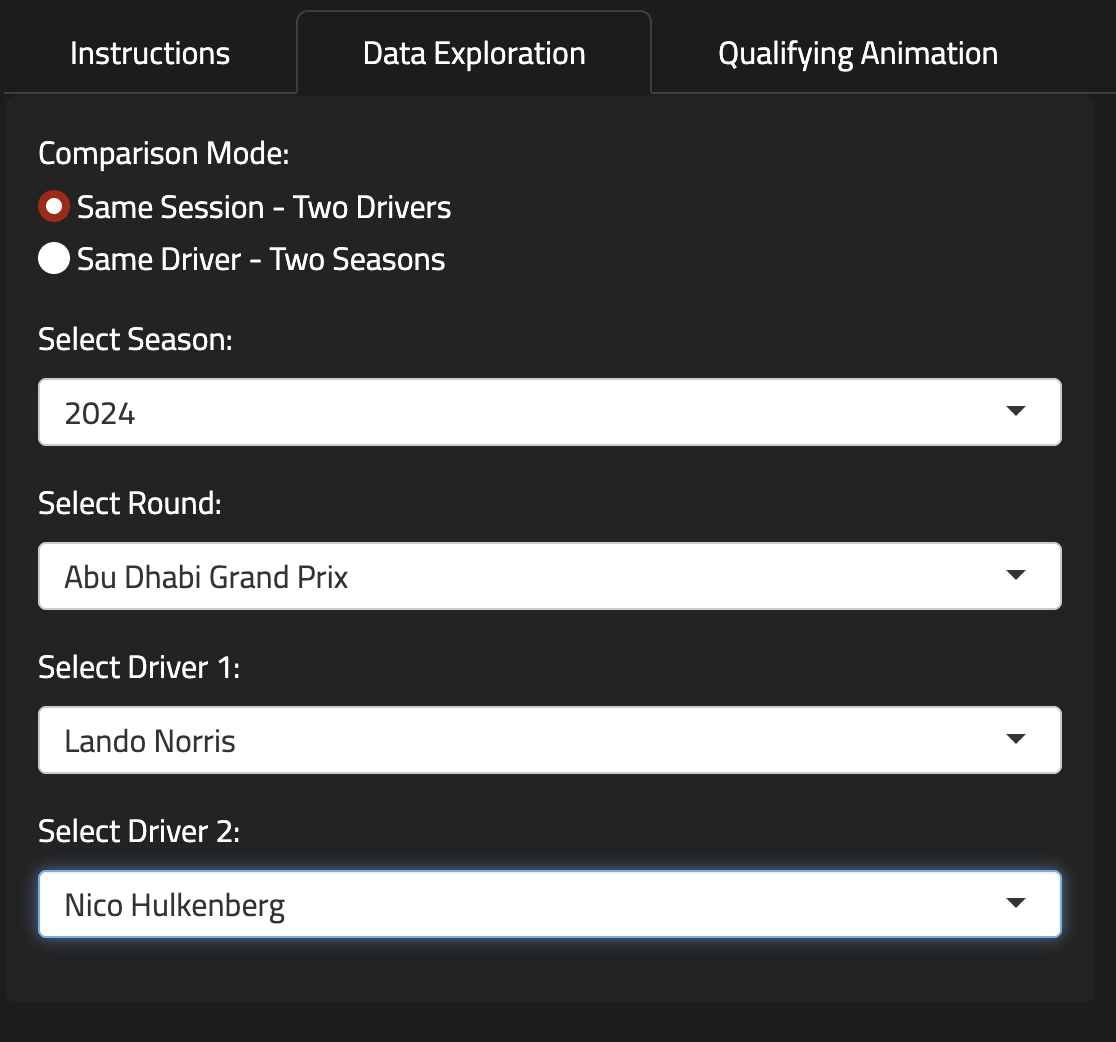 Instructions
Data Exploration
Qualifying Animation
Comparison Mode:
Same Session - Two Drivers
Same Driver - Two Seasons
Select Season:
2024
Select Round:
Abu Dhabi Grand Prix
Select Driver 1:
Lando Norris
Select Driver 2:
Nico Hulkenberg